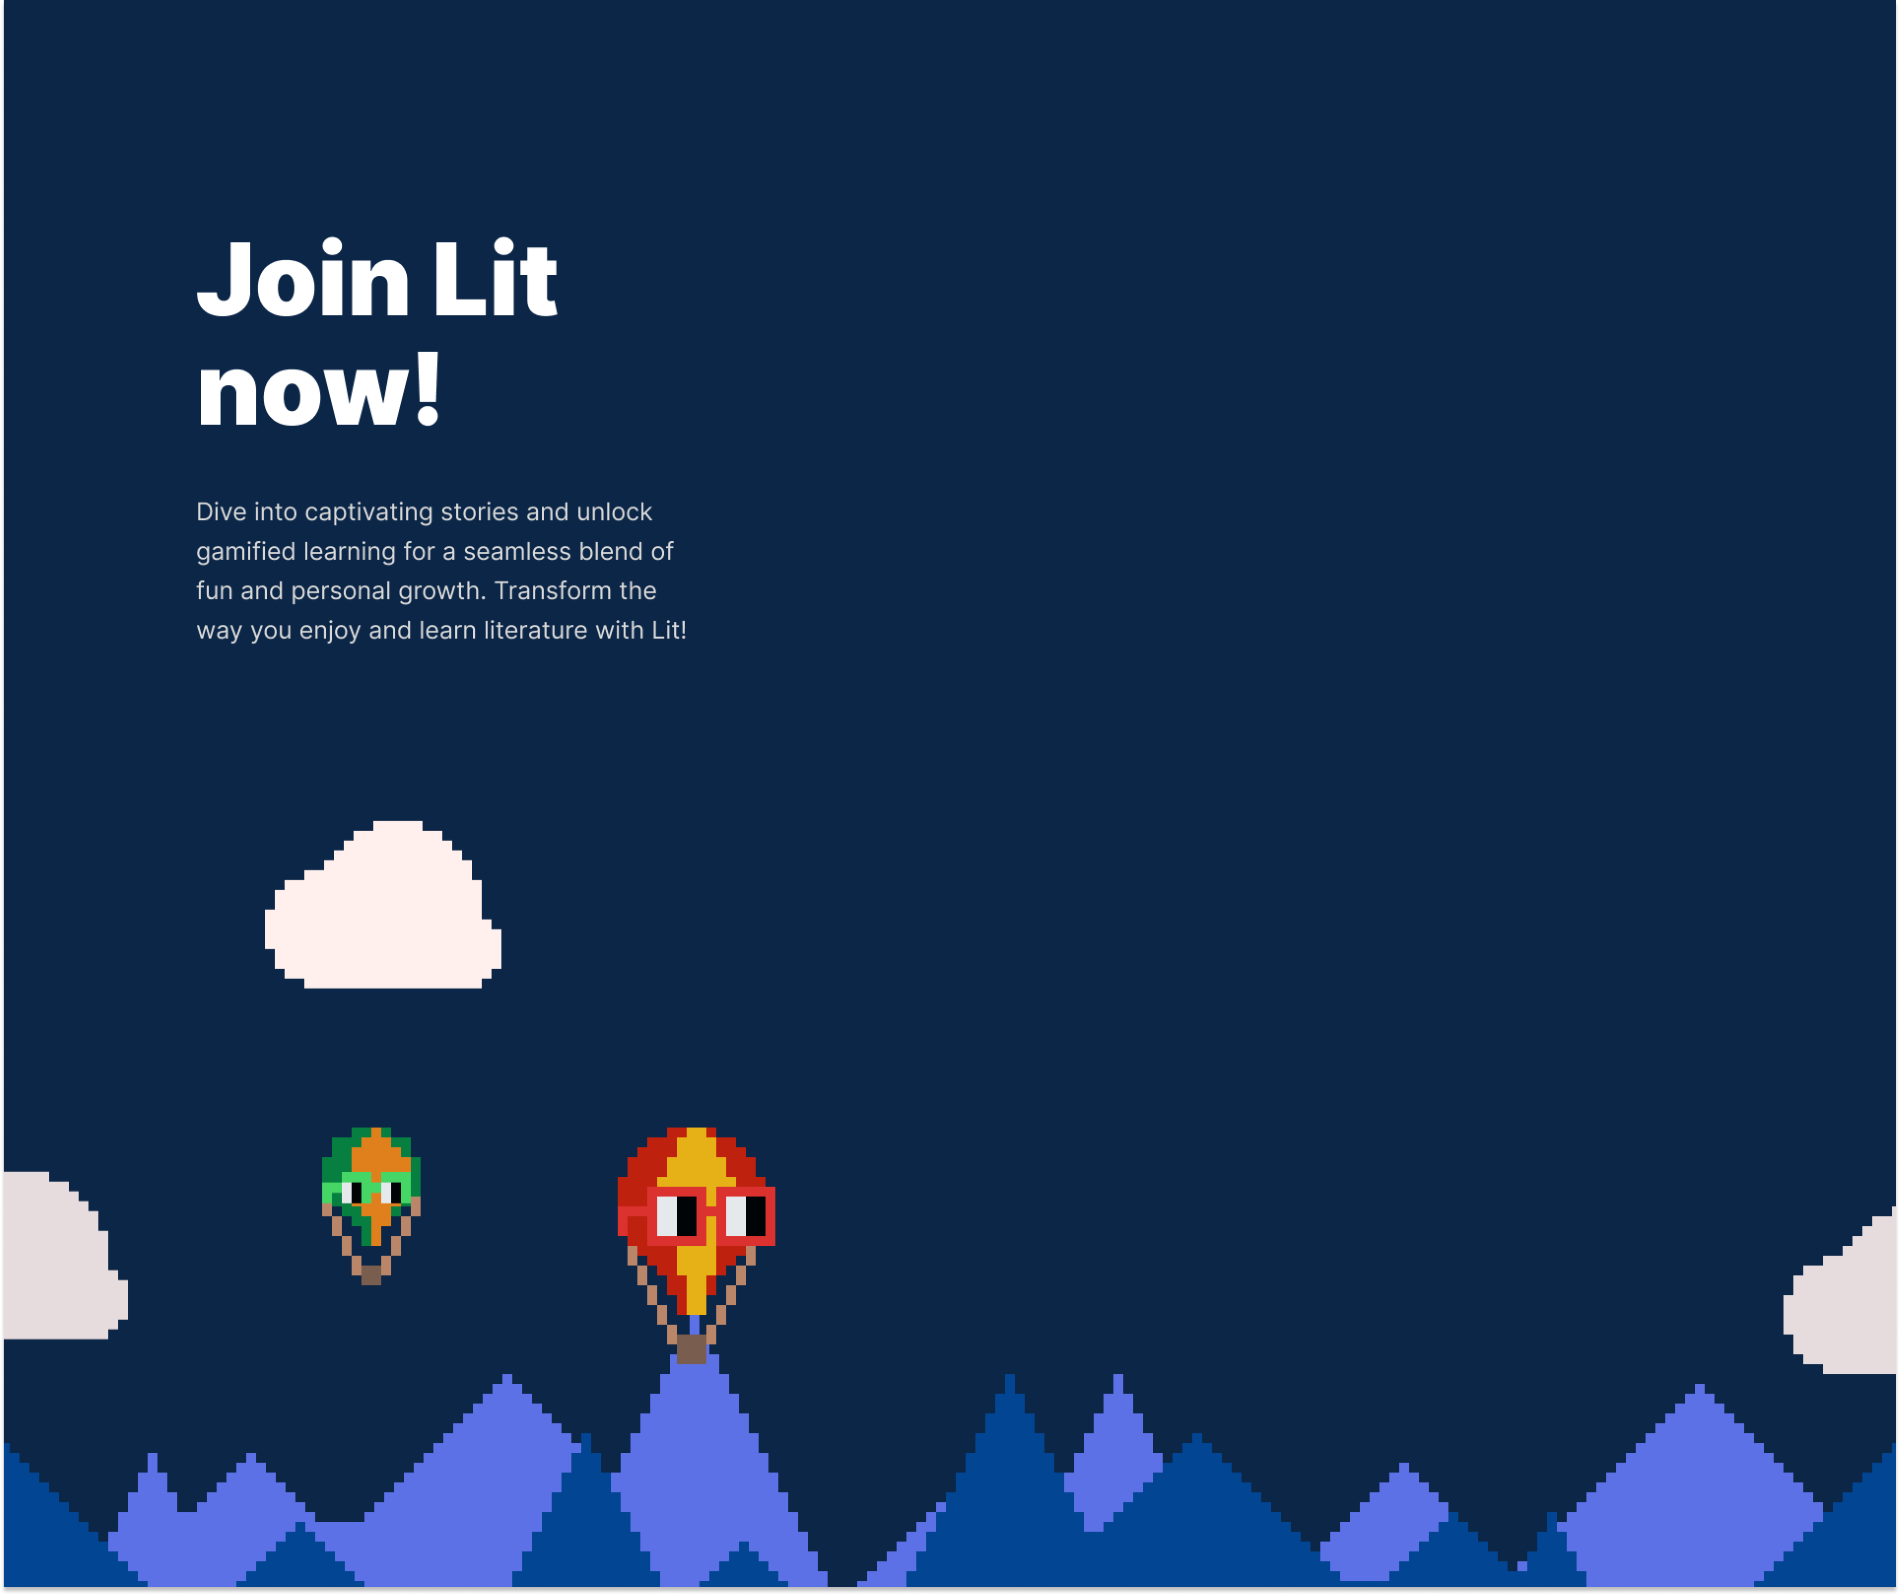 Join Lit
now!
Dive into captivating stories and unlock
gamified learning for a seamless blend of
fun and personal growth. Transform the
way you enjoy and learn literature with Lit!